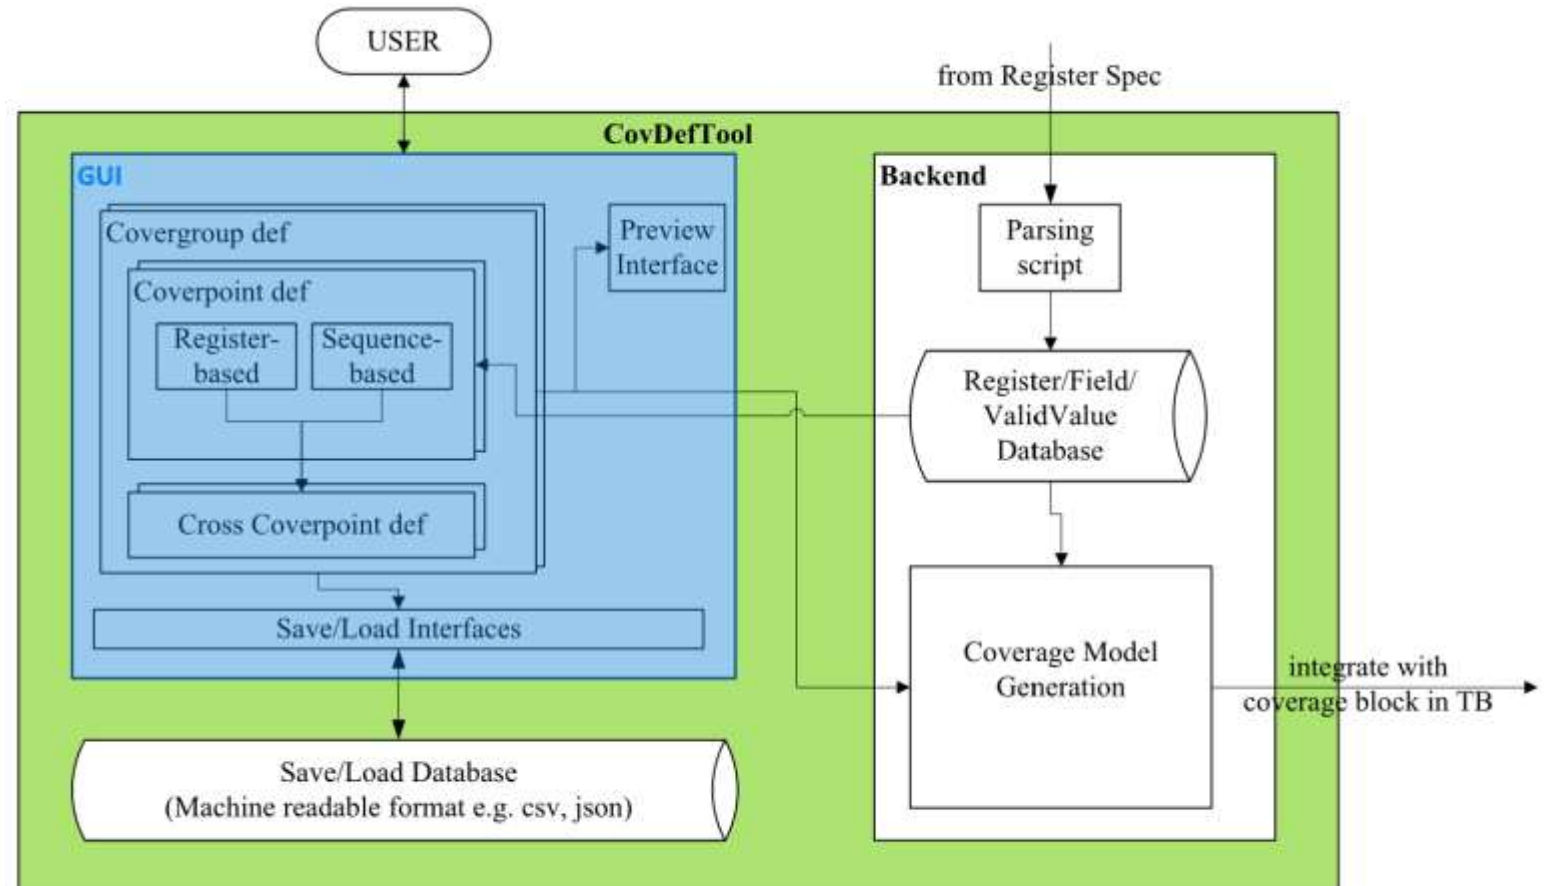 USER
from Register Spec
CovDefTool
GUI
Covergroup def
Coverpoint def
Register-
based
Sequence-
based
Cross Coverpoint def
Preview
Interface
Save/Load Interfaces
Save/Load Database
(Machine readable format e.g. csv, json)
Backend
Parsing
script
Register/Field/
ValidValue
Database
Coverage Model
Generation
integrate with
coverage block in TB